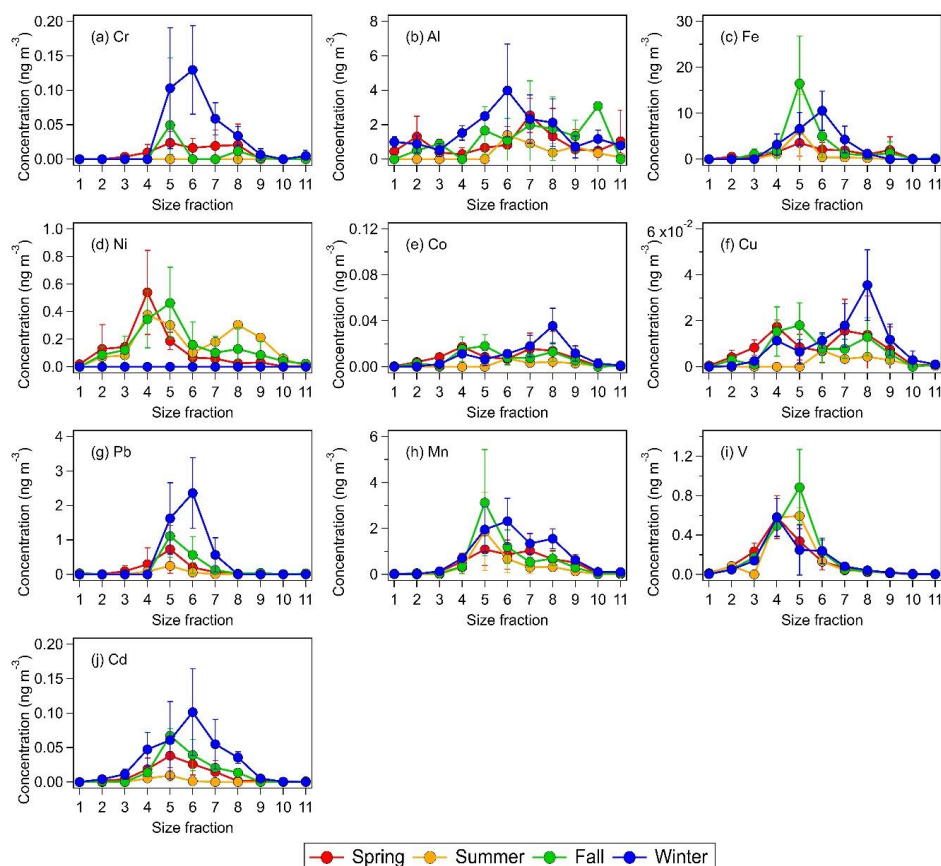 Concentration (ng m⁻³)
0.20
0.15
0.10
0.05
0.00
(a) Cr
1 2 3 4 5 6 7 8 9 10 11
Size fraction
Concentration (ng m⁻³)
8
6
4
2
0
(b) Al
1 2 3 4 5 6 7 8 9 10 11
Size fraction
Concentration (ng m⁻³)
30
20
10
0
(c) Fe
1 2 3 4 5 6 7 8 9 10 11
Size fraction
Concentration (ng m⁻³)
1.0
0.8
0.6
0.4
0.2
0.0
(d) Ni
1 2 3 4 5 6 7 8 9 10 11
Size fraction
Concentration (ng m⁻³)
0.12
0.08
0.04
0.00
(e) Co
1 2 3 4 5 6 7 8 9 10 11
Size fraction
Concentration (ng m⁻³)
6 x10⁻²
4
2
0
(f) Cu
1 2 3 4 5 6 7 8 9 10 11
Size fraction
Concentration (ng m⁻³)
4
3
2
1
0
(g) Pb
1 2 3 4 5 6 7 8 9 10 11
Size fraction
Concentration (ng m⁻³)
6
4
2
0
(h) Mn
1 2 3 4 5 6 7 8 9 10 11
Size fraction
Concentration (ng m⁻³)
1.2
0.8
0.4
0.0
(i) V
1 2 3 4 5 6 7 8 9 10 11
Size fraction
Concentration (ng m⁻³)
0.20
0.15
0.10
0.05
0.00
(j) Cd
1 2 3 4 5 6 7 8 9 10 11
Size fraction
Spring Summer Fall Winter